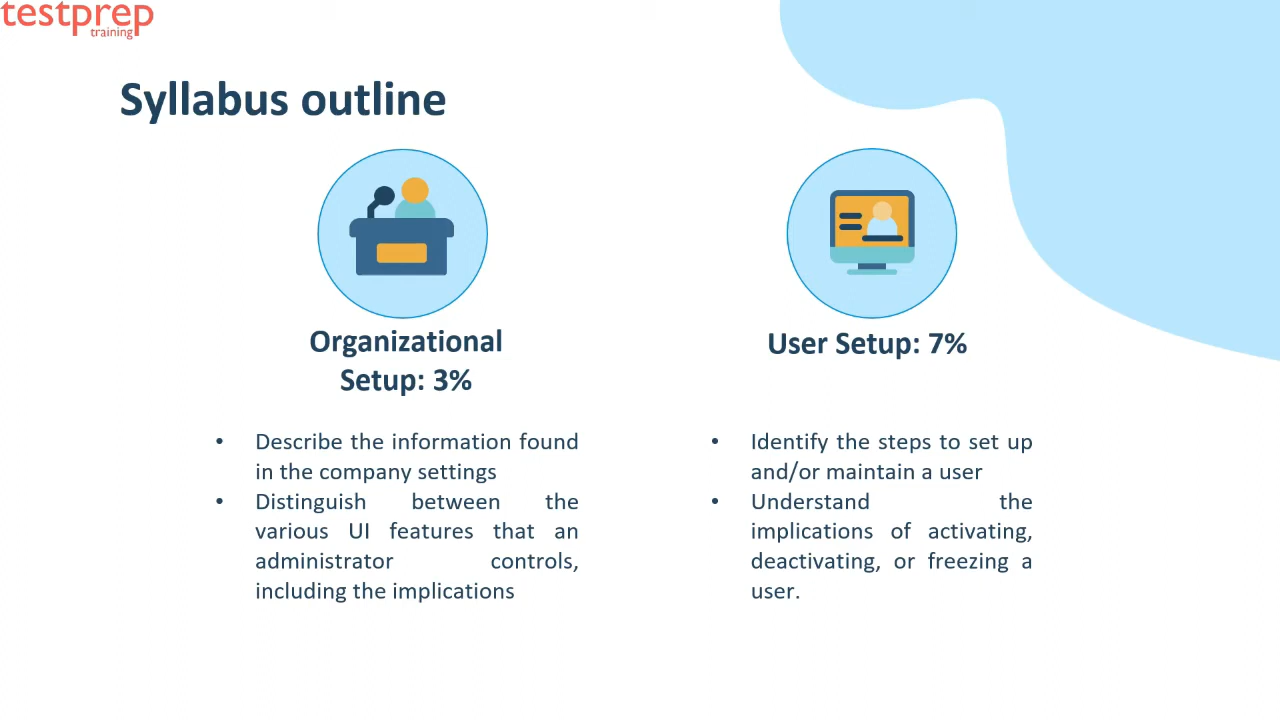 testprep
training
Syllabus outline
Organizational
Setup: 3%
• Describe the information found
in the company settings
• Distinguish between the
various UI features that an
administrator controls,
including the implications
User Setup: 7%
• Identify the steps to set up
and/or maintain a user
• Understand the
implications of activating,
deactivating, or freezing a
user.